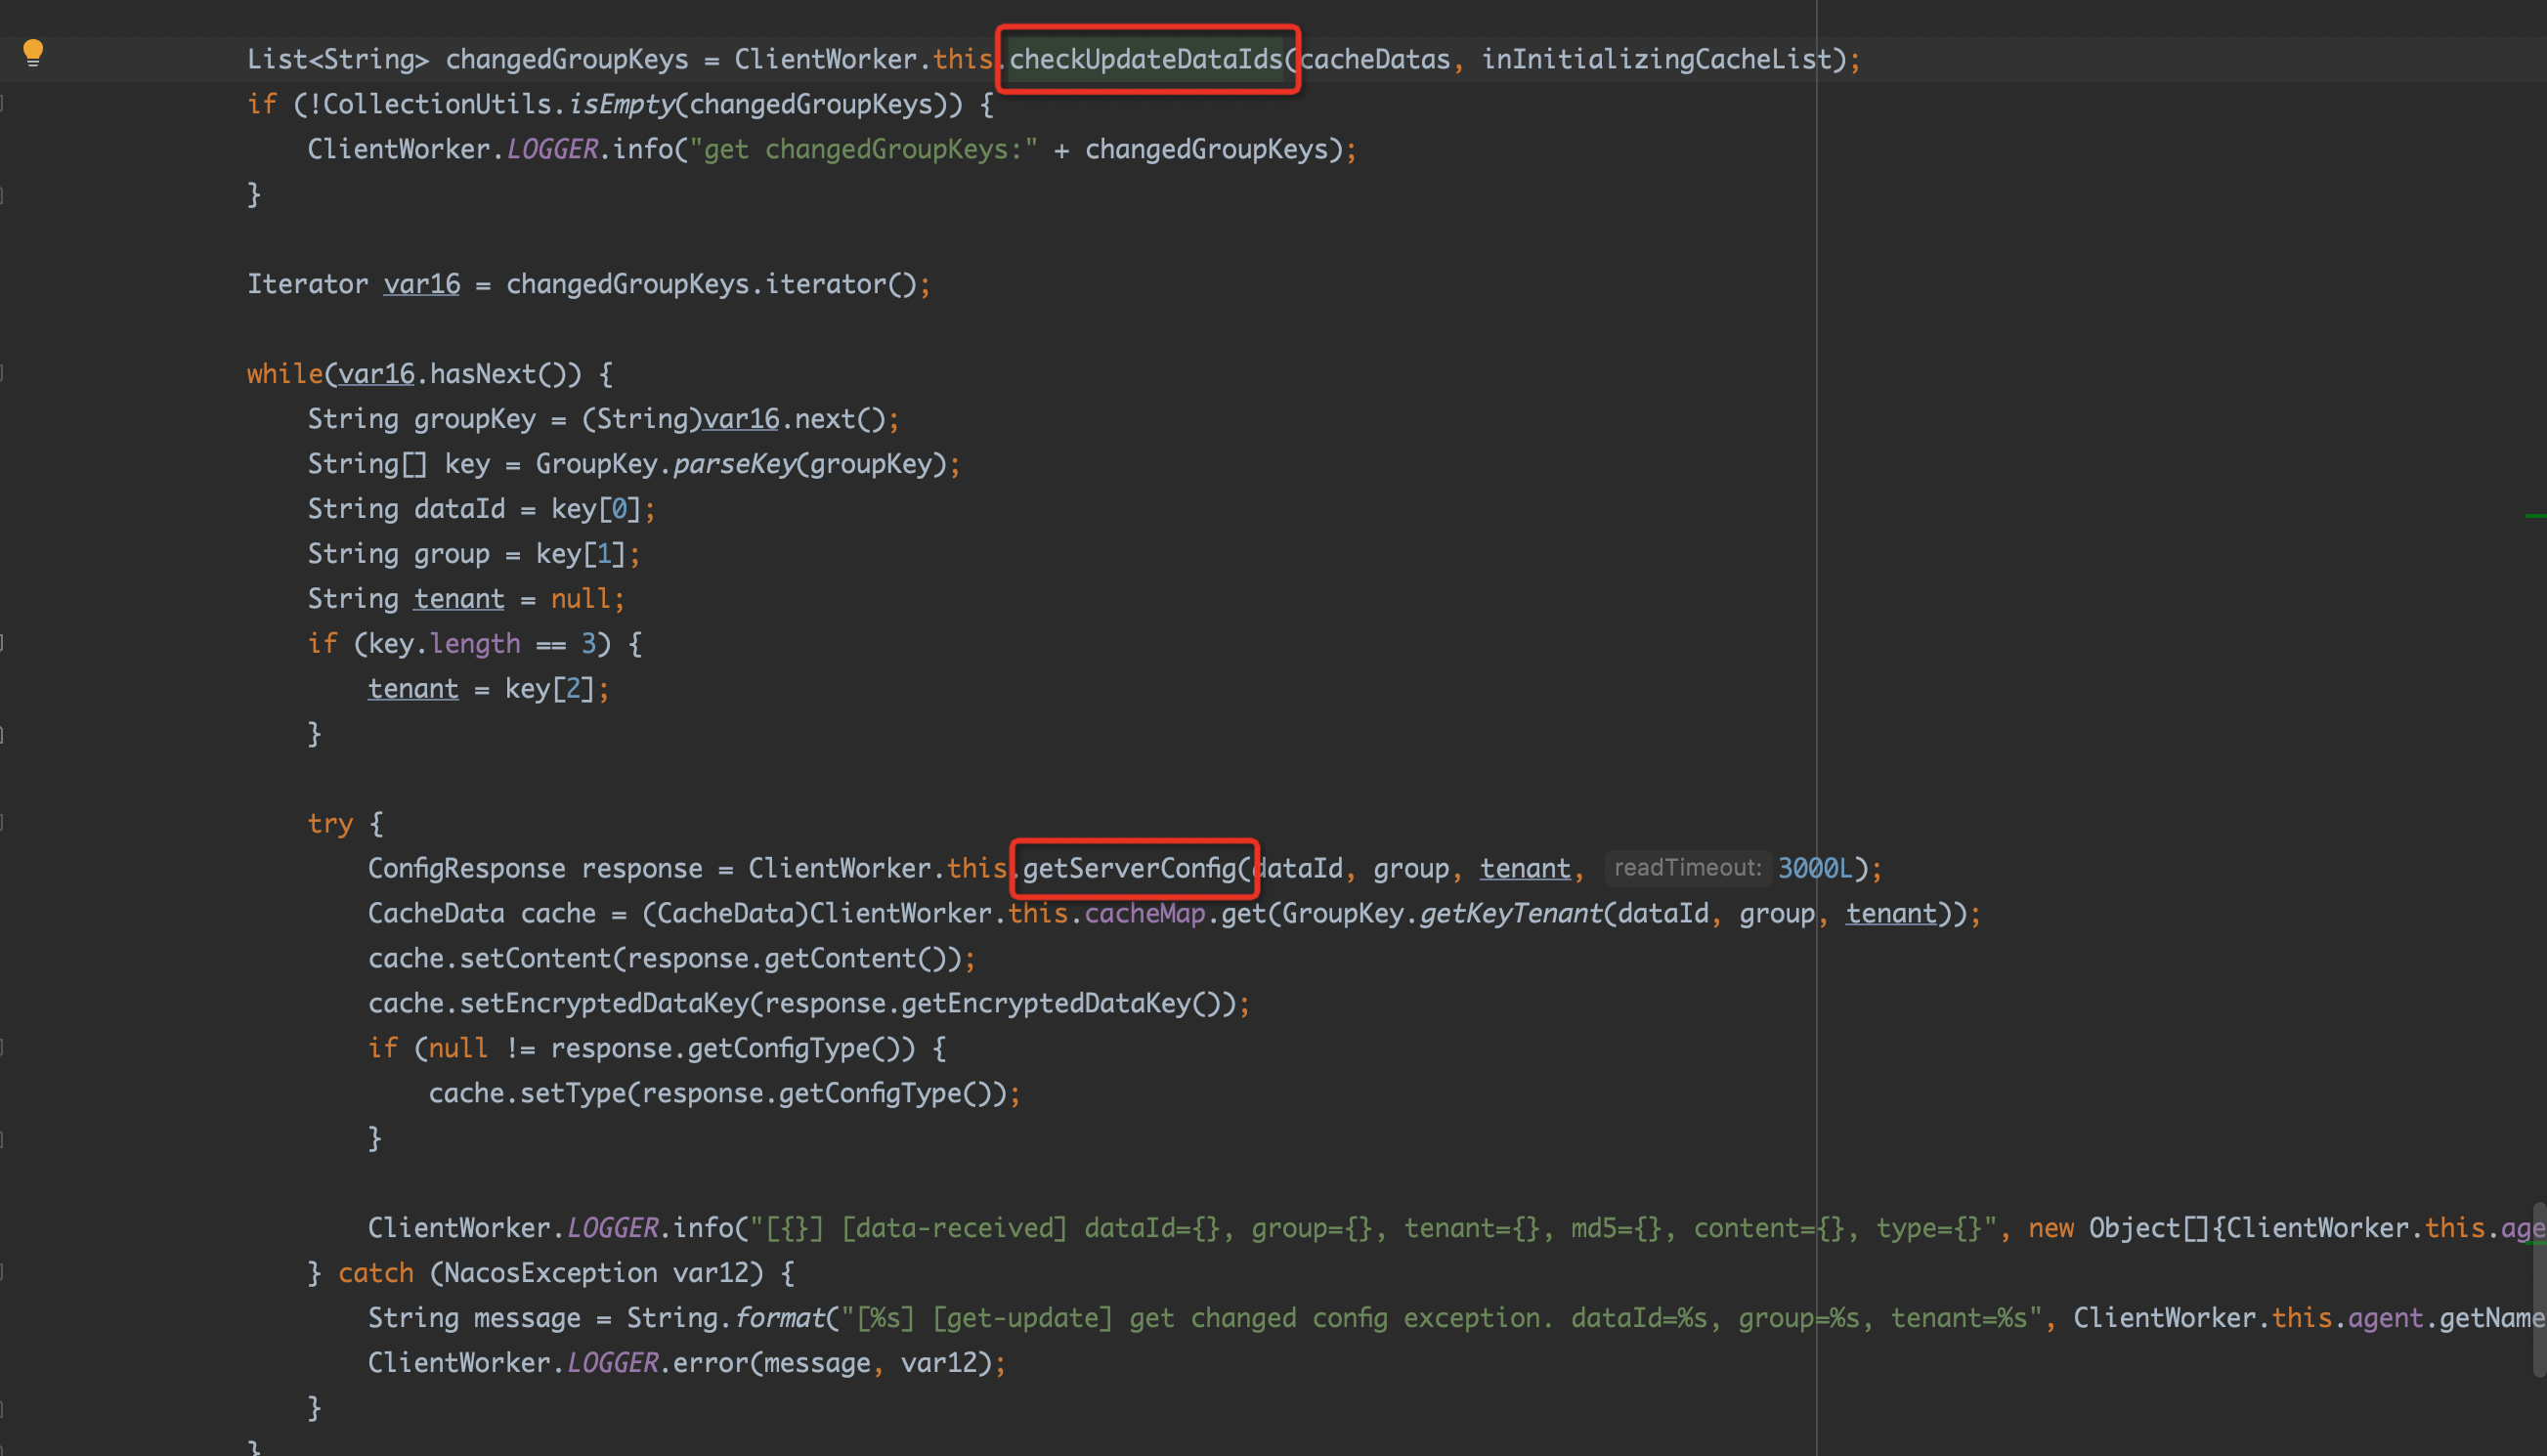 List<String> changedGroupKeys = ClientWorker.this.checkUpdateDataIds(cacheDatas, inInitializingCacheList);
if (!CollectionUtils.isEmpty(changedGroupKeys)) {
ClientWorker.LOGGER.info("get changedGroupKeys:" + changedGroupKeys);
}
Iterator var16 = changedGroupKeys.iterator();
while(var16.hasNext()) {
String groupKey = (String)var16.next();
String[] key = GroupKey.parseKey(groupKey);
String dataId = key[0];
String group = key[1];
String tenant = null;
if (key.length == 3) {
tenant = key[2];
}
try {
ConfigResponse response = ClientWorker.this.getServerConfig(dataId, group, tenant, readTimeout: 3000L);
CacheData cache = (CacheData)ClientWorker.this.cacheMap.get(GroupKey.getKeyTenant(dataId, group, tenant));
cache.setContent(response.getContent());
cache.setEncryptedDataKey(response.getEncryptedDataKey());
if (null != response.getConfigType()) {
cache.setType(response.getConfigType());
}
ClientWorker.LOGGER.info("[{}] [data-received] dataId={}, group={}, tenant={}, md5={}, content={}, type={}", new Object[]{ClientWorker.this.age
} catch (NacosException var12) {
String message = String.format("[%s] [get-update] get changed config exception. dataId=%s, group=%s, tenant=%s", ClientWorker.this.agent.getName
ClientWorker.LOGGER.error(message, var12);
}
}